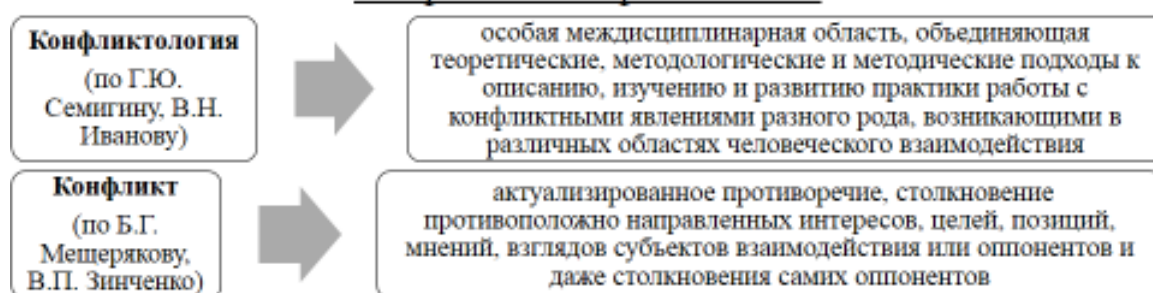 Конфликтология
(по Г.Ю.
Семигину, В.Н.
Иванову)
особая междисциплинарная область, объединяющая
теоретические, методологические и методические подходы к
описанию, изучению и развитию практики работы с
конфликтными явлениями разного рода, возникающими в
различных областях человеческого взаимодействия
Конфликт
(по Б.Г.
Мещерякову,
В.П. Зинченко)
актуализированное противоречие, столкновение
противоположно направленных интересов, целей, позиций,
мнений, взглядов субъектов взаимодействия или оппонентов и
даже столкновения самих оппонентов